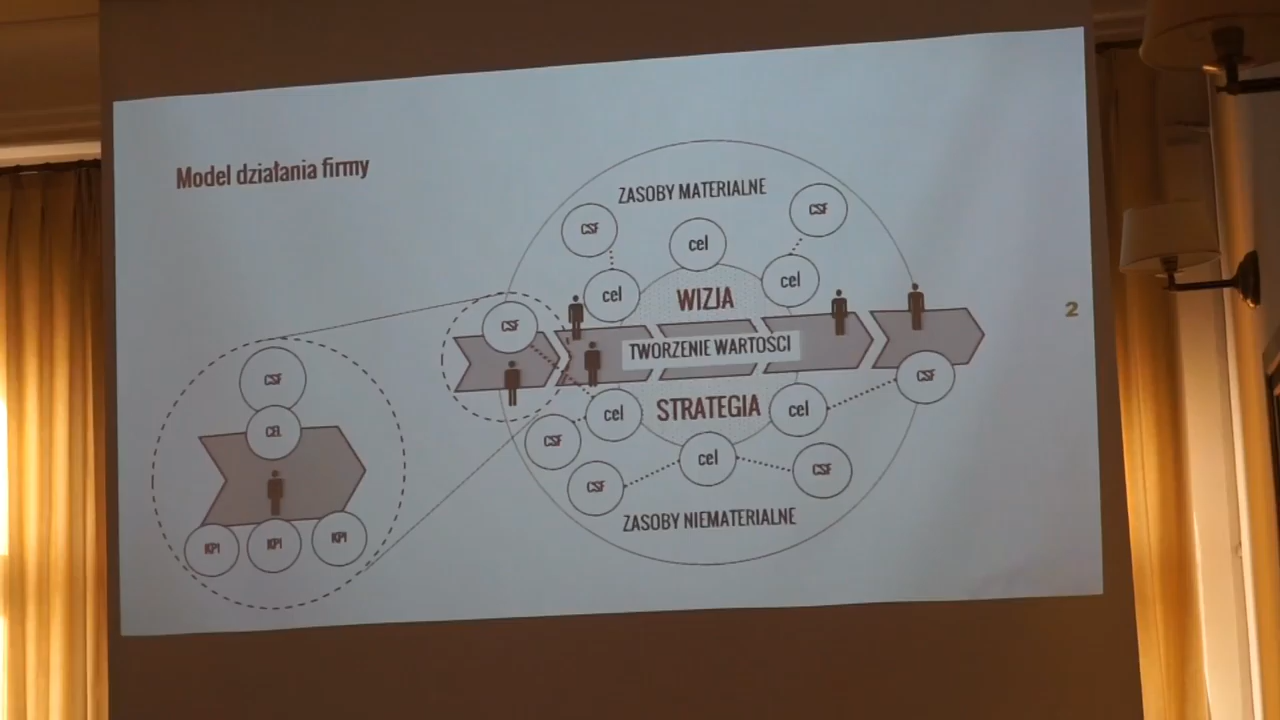 Model działania firmy
ZASOBY MATERIALNE
CSF
CSF
cel
cel
cel
WIZJA
2
CSF
TWORZENIE WARTOŚCI
CSF
CSF
cel
STRATEGIA
cel
CEL
CSF
cel
CSF
CSF
ZASOBY NIEMATERIALNE
KPI
KPI
KPI